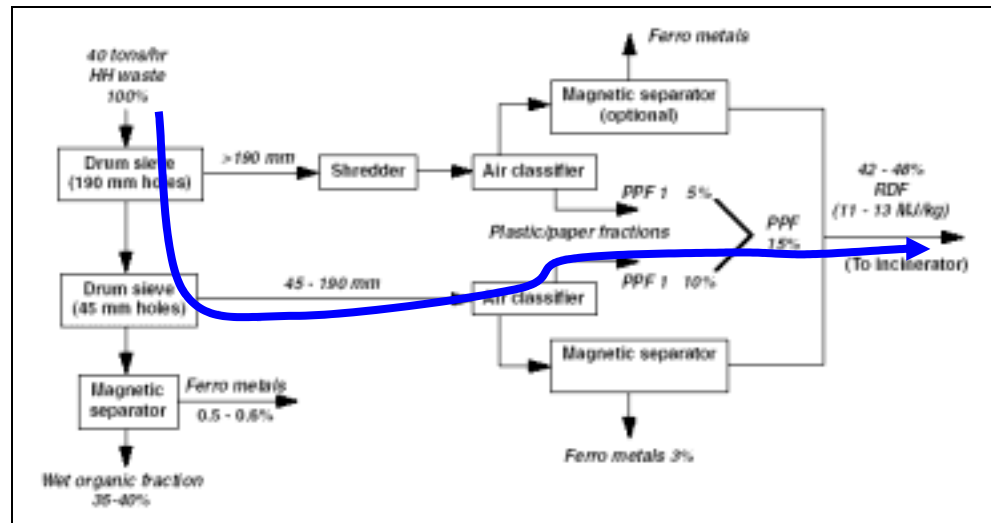 40 tons/hr
HH waste
100%
Drum sieve
(190 mm holes)
>190 mm
Shredder
Air classifier
Ferro metals
Magnetic separator
(optional)
PPF 1 5%
Plastic/paper fractions
PPF
15%
PPF 1 10%
42 - 48%
RDF
(11 - 13 MJ/kg)
(To incinerator)
Drum sieve
(45 mm holes)
45 - 190 mm
Air classifier
Magnetic separator
Ferro metals 3%
Magnetic
separator
Ferro metals
0.5 - 0.6%
Wet organic fraction
35-40%